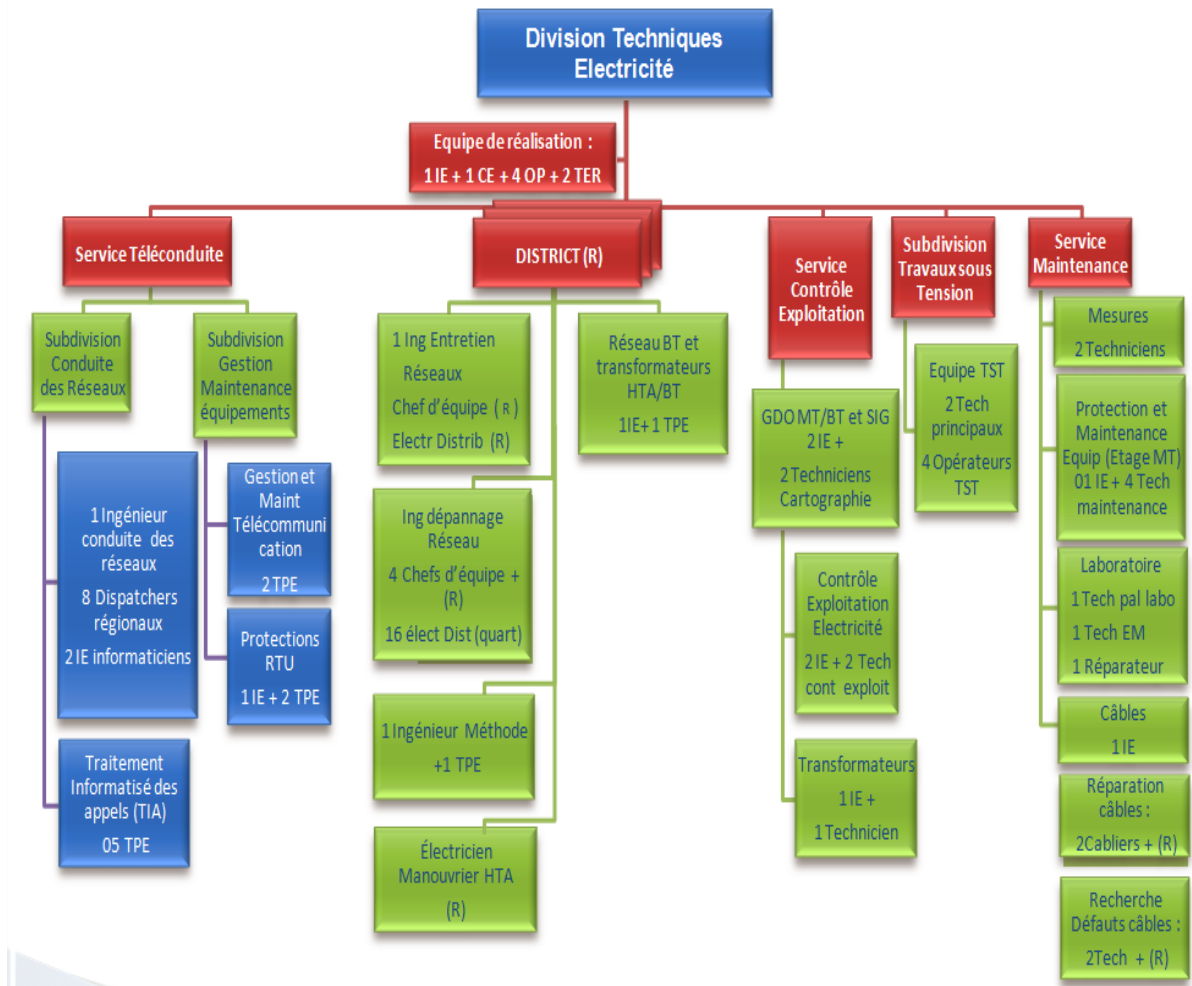 Division Techniques
Electricité
Equipe de réalisation :
1 IE + 1 CE + 4 OP + 2 TER
Service Téléconduite
DISTRICT (R)
Service
Contrôle
Exploitation
Subdivision
Travaux sous
Tension
Service
Maintenance
Subdivision
Conduite
des Réseaux
Subdivision
Gestion
Maintenance
équipements
1 Ingénieur
conduite des
réseaux
8 Dispatchers
régionaux
2 IE informaticiens
Traitement
Informatisé des
appels (TIA)
05 TPE
Gestion et
Maint
Télécommuni
cation
2 TPE
Protections
RTU
1 IE + 2 TPE
1 Ing Entretien
Réseaux
Chef d'équipe ( R )
Electr Distrib (R)
Réseau BT et
transformateurs
HTA/BT
1IE+ 1 TPE
Ing dépannage
Réseau
4 Chefs d'équipe +
(R)
16 élect Dist (quart)
1 Ingénieur Méthode
+1 TPE
Électricien
Manouvrier HTA
(R)
GDO MT/BT et SIG
2 IE +
2 Techniciens
Cartographie
Contrôle
Exploitation
Electricité
2 IE + 2 Tech
cont exploit
Transformateurs
1 IE +
1 Technicien
Equipe TST
2 Tech
principaux
4 Opérateurs
TST
Mesures
2 Techniciens
Protection et
Maintenance
Equip (Etage MT)
01 IE + 4 Tech
maintenance
Laboratoire
1 Tech pal labo
1 Tech EM
1 Réparateur
Câbles
1 IE
Réparation
câbles :
2Cabliers + (R)
Recherche
Défauts câbles :
2Tech + (R)